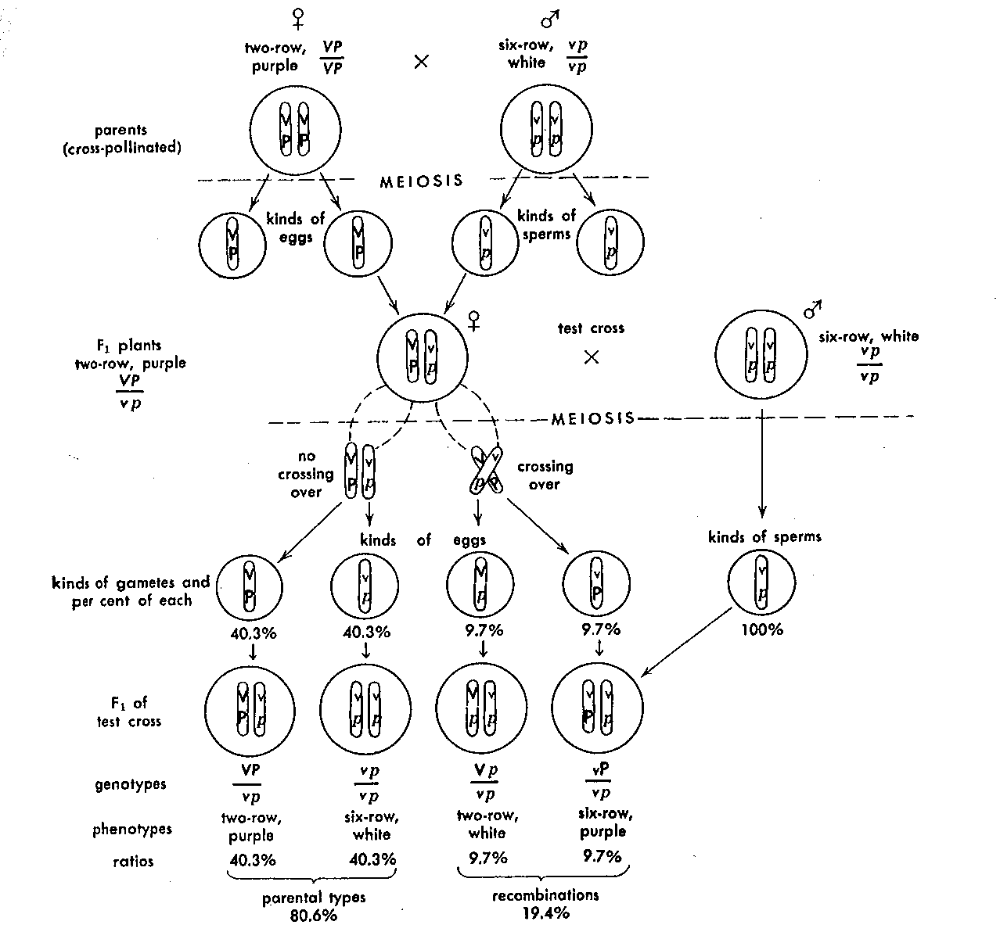 ♀
♂
two-row, VP
purple VP
×
six-row, vp
white vp
V V
P P
v v
p p
parents
(cross-pollinated)
MEIOSIS
kinds of
eggs
kinds of
sperms
V
P
V
P
v
p
v
p
♀
♂
F₁ plants
two-row, purple
VP
vp
V v
P p
test cross
×
v v
p p
six-row, white
vp
vp
MEIOSIS
no
crossing
over
V v
P p
V v
p P
crossing
over
kinds of eggs
kinds of sperms
kinds of gametes and
per cent of each
V
P
v
p
V
p
v
P
v
p
40.3% 40.3% 9.7% 9.7% 100%
F₁ of
test cross
V v
P p
v v
p p
V v
p p
v v
P p
genotypes
VP
vp
vp
vp
Vp
vp
vP
vp
phenotypes
two-row,
purple
six-row,
white
two-row,
white
six-row,
purple
ratios
40.3% 40.3% 9.7% 9.7%
parental types
80.6%
recombinations
19.4%